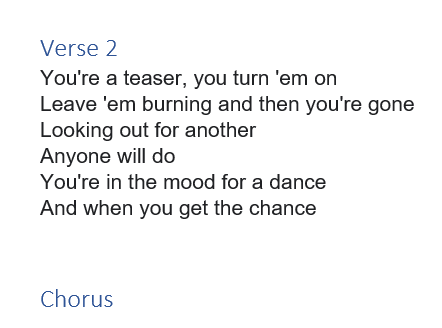 Verse 2
You're a teaser, you turn 'em on
Leave 'em burning and then you're gone
Looking out for another
Anyone will do
You're in the mood for a dance
And when you get the chance
Chorus